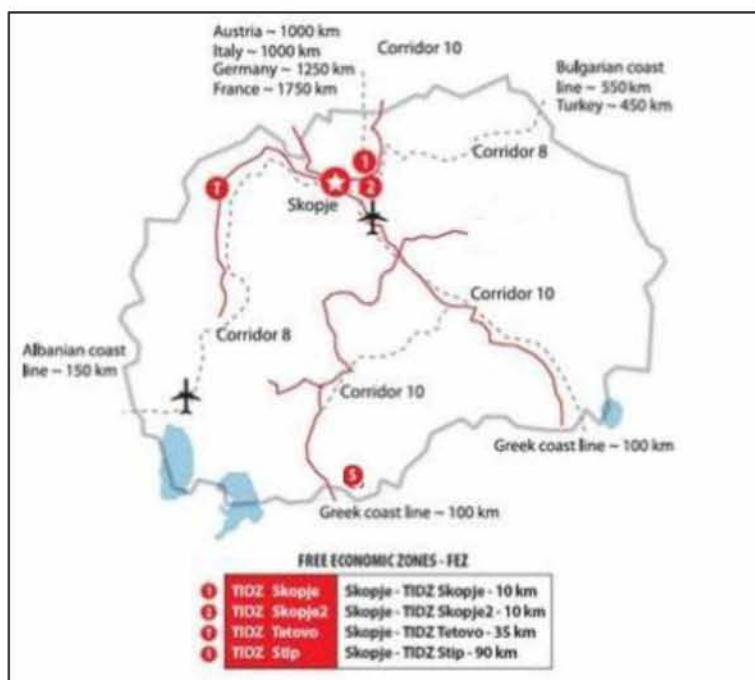 Austria ~ 1000 km
Italy ~ 1000 km
Germany ~ 1250 km
France ~ 1750 km
Corridor 10
Bulgarian coast
line ~ 550 km
Turkey ~ 450 km
Corridor 8
1
T
2
Skopje
Corridor 10
Corridor 8
Albanian coast
line ~ 150 km
Corridor 10
Greek coast line ~ 100 km
S
Greek coast line ~ 100 km
FREE ECONOMIC ZONES - FEZ
TIDZ Skopje Skopje - TIDZ Skopje - 10 km
TIDZ Skopje2 Skopje - TIDZ Skopje2 - 10 km
TIDZ Tetovo Skopje - TIDZ Tetovo - 35 km
TIDZ Stip Skopje - TIDZ Stip - 90 km